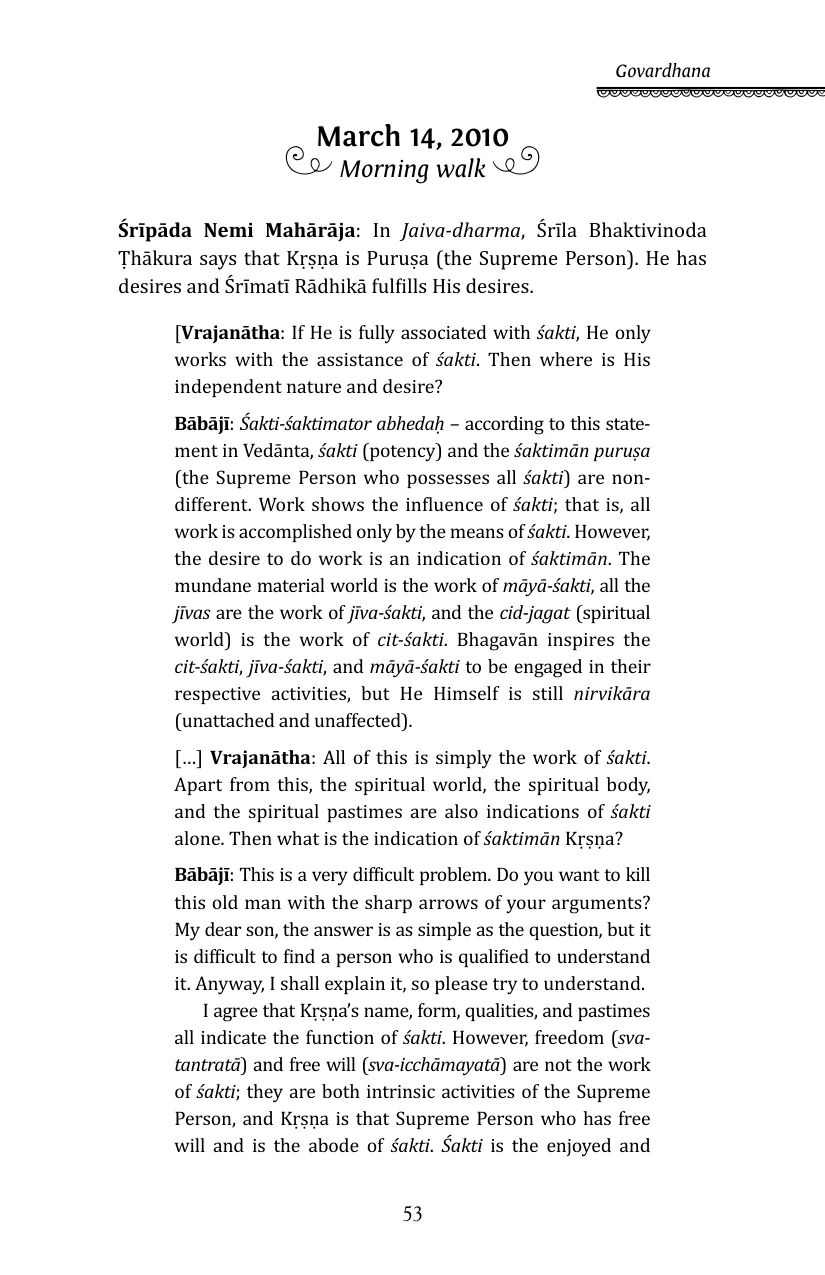 Govardhana
March 14, 2010
Morning walk
Śrīpāda Nemi Mahārāja: In Jaiva-dharma, Śrīla Bhaktivinoda
Ṭhākura says that Kṛṣṇa is Puruṣa (the Supreme Person). He has
desires and Śrīmatī Rādhikā fulfills His desires.
[Vrajanātha: If He is fully associated with śakti, He only
works with the assistance of śakti. Then where is His
independent nature and desire?
Bābājī: Śakti-śaktimator abhedaḥ – according to this state-
ment in Vedānta, śakti (potency) and the śaktimān puruṣa
(the Supreme Person who possesses all śakti) are non-
different. Work shows the influence of śakti; that is, all
work is accomplished only by the means of śakti. However,
the desire to do work is an indication of śaktimān. The
mundane material world is the work of māyā-śakti, all the
jīvas are the work of jīva-śakti, and the cid-jagat (spiritual
world) is the work of cit-śakti. Bhagavān inspires the
cit-śakti, jīva-śakti, and māyā-śakti to be engaged in their
respective activities, but He Himself is still nirvikāra
(unattached and unaffected).
[…] Vrajanātha: All of this is simply the work of śakti.
Apart from this, the spiritual world, the spiritual body,
and the spiritual pastimes are also indications of śakti
alone. Then what is the indication of śaktimān Kṛṣṇa?
Bābājī: This is a very difficult problem. Do you want to kill
this old man with the sharp arrows of your arguments?
My dear son, the answer is as simple as the question, but it
is difficult to find a person who is qualified to understand
it. Anyway, I shall explain it, so please try to understand.
I agree that Kṛṣṇa’s name, form, qualities, and pastimes
all indicate the function of śakti. However, freedom (sva-
tantratā) and free will (sva-icchāmayatā) are not the work
of śakti; they are both intrinsic activities of the Supreme
Person, and Kṛṣṇa is that Supreme Person who has free
will and is the abode of śakti. Śakti is the enjoyed and
53